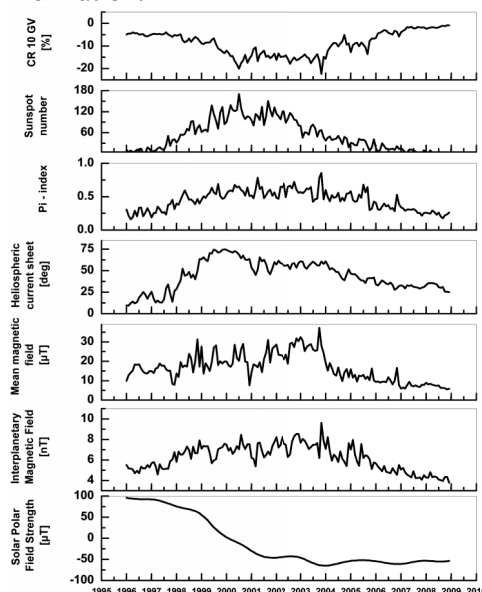 CR 10 GV
[%]
0
-10
-20
Sunspot
number
180
120
60
Pi - index
1.0
0.5
0.0
Heliospheric
current sheet
[deg]
75
50
25
0
Mean magnetic
field
[µT]
30
20
10
0
Interplanetary
Magnetic Field
[nT]
10
8
6
4
Solar Polar
Field Strength
[µT]
100
50
0
-50
-100
1995 1996 1997 1998 1999 2000 2001 2002 2003 2004 2005 2006 2007 2008 2009 2010